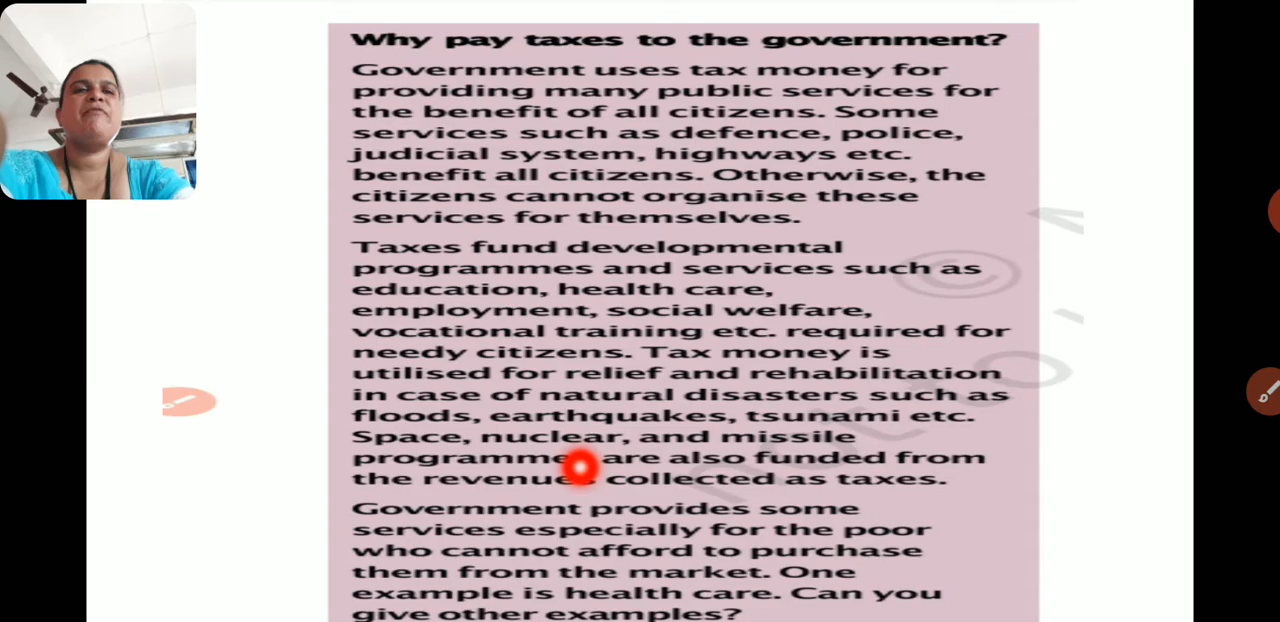 Why pay taxes to the government?
Government uses tax money for
providing many public services for
the benefit of all citizens. Some
services such as defence, police,
judicial system, highways etc.
benefit all citizens. Otherwise, the
citizens cannot organise these
services for themselves.
Taxes fund developmental
programmes and services such as
education, health care,
employment, social welfare,
vocational training etc. required for
needy citizens. Tax money is
utilised for relief and rehabilitation
in case of natural disasters such as
floods, earthquakes, tsunami etc.
Space, nuclear, and missile
programmes are also funded from
the revenues collected as taxes.
Government provides some
services especially for the poor
who cannot afford to purchase
them from the market. One
example is health care. Can you
give other examples?
©
not to